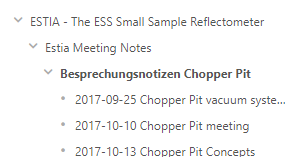 ESTIA - The ESS Small Sample Reflectometer
Estia Meeting Notes
Besprechungsnotizen Chopper Pit
2017-09-25 Chopper Pit vacuum syste...
2017-10-10 Chopper Pit meeting
2017-10-13 Chopper Pit Concepts